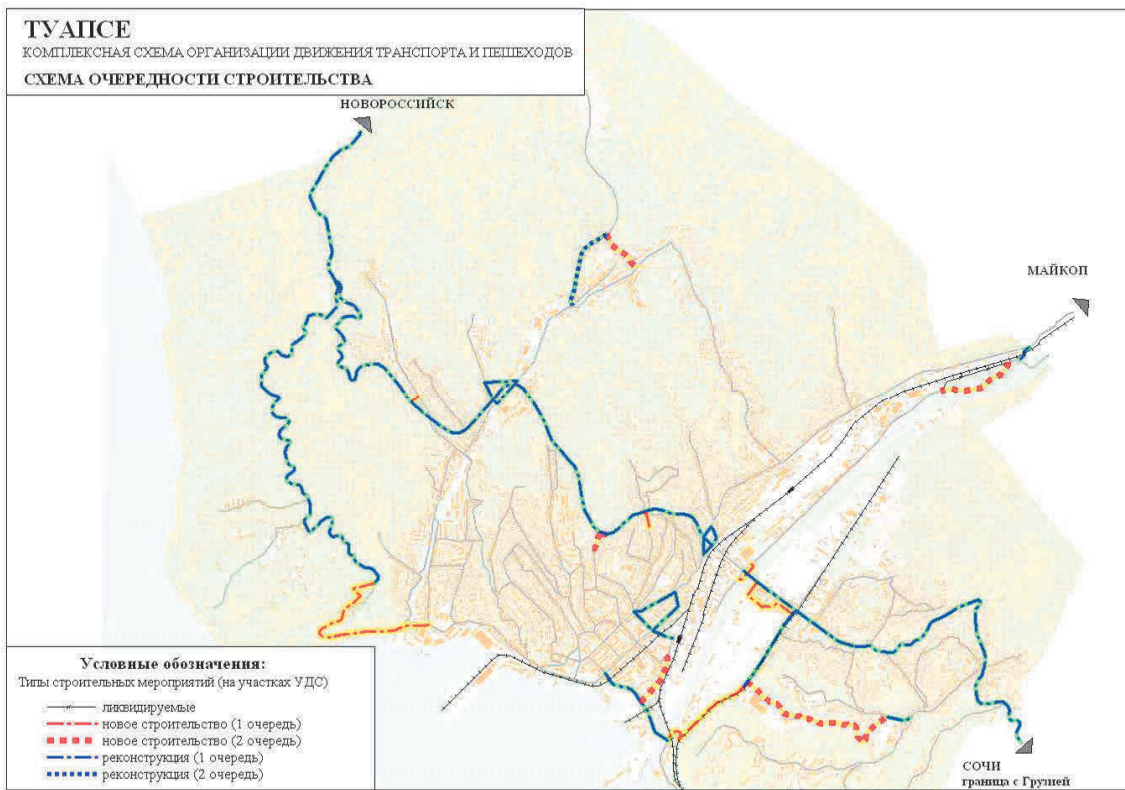 ТУАПСЕ
КОМПЛЕКСНАЯ СХЕМА ОРГАНИЗАЦИИ ДВИЖЕНИЯ ТРАНСПОРТА И ПЕШЕХОДОВ
СХЕМА ОЧЕРЕДНОСТИ СТРОИТЕЛЬСТВА
НОВОРОССИЙСК
МАЙКОП
Условные обозначения:
Типы строительных мероприятий (на участках УДС)
ликвидируемые
новое строительство (1 очередь)
новое строительство (2 очередь)
реконструкция (1 очередь)
реконструкция (2 очередь)
СОЧИ
граница с Грузией